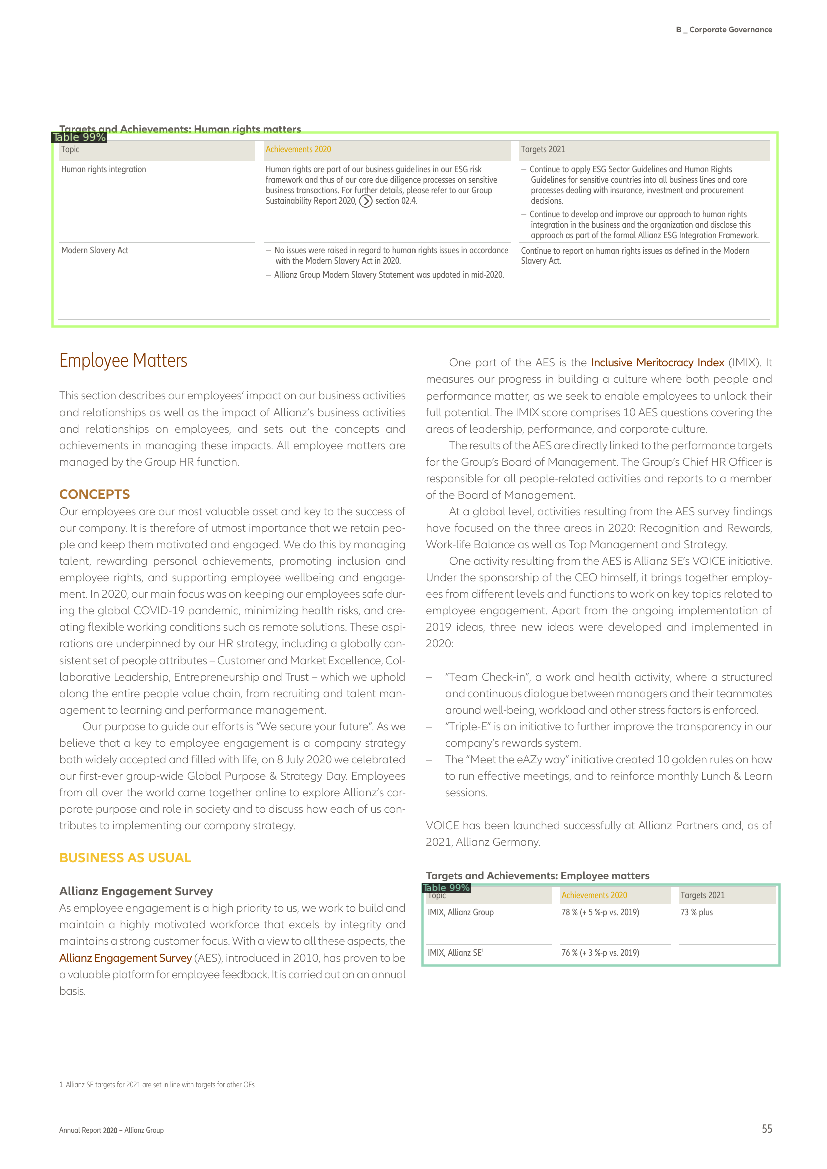 B _ Corporate Governance
Targets and Achievements: Human rights matters
Table 99%
Topic
Achievements 2020
Targets 2021
Human rights integration
Human rights are part of our business guidelines in our ESG risk
framework and thus of our core due diligence processes on sensitive
business transactions. For further details, please refer to our Group
Sustainability Report 2020, section 02.4.
– Continue to apply ESG Sector Guidelines and Human Rights
Guidelines for sensitive countries into all business lines and core
processes dealing with insurance, investment and procurement
decisions.
– Continue to develop and improve our approach to human rights
integration in the business and the organization and disclose this
approach as part of the formal Allianz ESG Integration Framework.
Modern Slavery Act
– No issues were raised in regard to human rights issues in accordance
with the Modern Slavery Act in 2020.
– Allianz Group Modern Slavery Statement was updated in mid-2020.
Continue to report on human rights issues as defined in the Modern
Slavery Act.
Employee Matters
This section describes our employees’ impact on our business activities
and relationships as well as the impact of Allianz’s business activities
and relationships on employees, and sets out the concepts and
achievements in managing these impacts. All employee matters are
managed by the Group HR function.
CONCEPTS
Our employees are our most valuable asset and key to the success of
our company. It is therefore of utmost importance that we retain peo-
ple and keep them motivated and engaged. We do this by managing
talent, rewarding personal achievements, promoting inclusion and
employee rights, and supporting employee wellbeing and engage-
ment. In 2020, our main focus was on keeping our employees safe dur-
ing the global COVID-19 pandemic, minimizing health risks, and cre-
ating flexible working conditions such as remote solutions. These aspi-
rations are underpinned by our HR strategy, including a globally con-
sistent set of people attributes – Customer and Market Excellence, Col-
laborative Leadership, Entrepreneurship and Trust – which we uphold
along the entire people value chain, from recruiting and talent man-
agement to learning and performance management.
Our purpose to guide our efforts is “We secure your future”. As we
believe that a key to employee engagement is a company strategy
both widely accepted and filled with life, on 8 July 2020 we celebrated
our first-ever group-wide Global Purpose & Strategy Day. Employees
from all over the world came together online to explore Allianz’s cor-
porate purpose and role in society and to discuss how each of us con-
tributes to implementing our company strategy.
BUSINESS AS USUAL
Allianz Engagement Survey
As employee engagement is a high priority to us, we work to build and
maintain a highly motivated workforce that excels by integrity and
maintains a strong customer focus. With a view to all these aspects, the
Allianz Engagement Survey (AES), introduced in 2010, has proven to be
a valuable platform for employee feedback. It is carried out on an annual
basis.
One part of the AES is the Inclusive Meritocracy Index (IMIX). It
measures our progress in building a culture where both people and
performance matter, as we seek to enable employees to unlock their
full potential. The IMIX score comprises 10 AES questions covering the
areas of leadership, performance, and corporate culture.
The results of the AES are directly linked to the performance targets
for the Group’s Board of Management. The Group’s Chief HR Officer is
responsible for all people-related activities and reports to a member
of the Board of Management.
At a global level, activities resulting from the AES survey findings
have focused on the three areas in 2020: Recognition and Rewards,
Work-life Balance as well as Top Management and Strategy.
One activity resulting from the AES is Allianz SE’s VOICE initiative.
Under the sponsorship of the CEO himself, it brings together employ-
ees from different levels and functions to work on key topics related to
employee engagement. Apart from the ongoing implementation of
2019 ideas, three new ideas were developed and implemented in
2020:
– “Team Check-in”, a work and health activity, where a structured
and continuous dialogue between managers and their teammates
around well-being, workload and other stress factors is enforced.
– “Triple-E” is an initiative to further improve the transparency in our
company’s rewards system.
– The “Meet the eAZy way” initiative created 10 golden rules on how
to run effective meetings, and to reinforce monthly Lunch & Learn
sessions.
VOICE has been launched successfully at Allianz Partners and, as of
2021, Allianz Germany.
Targets and Achievements: Employee matters
Table 99%
Topic
Achievements 2020
Targets 2021
IMIX, Allianz Group
78 % (+ 5 %-p vs. 2019)
73 % plus
IMIX, Allianz SE¹
76 % (+ 3 %-p vs. 2019)
1 Allianz SE targets for 2021 are set in line with targets for other OEs.
Annual Report 2020 – Allianz Group
55